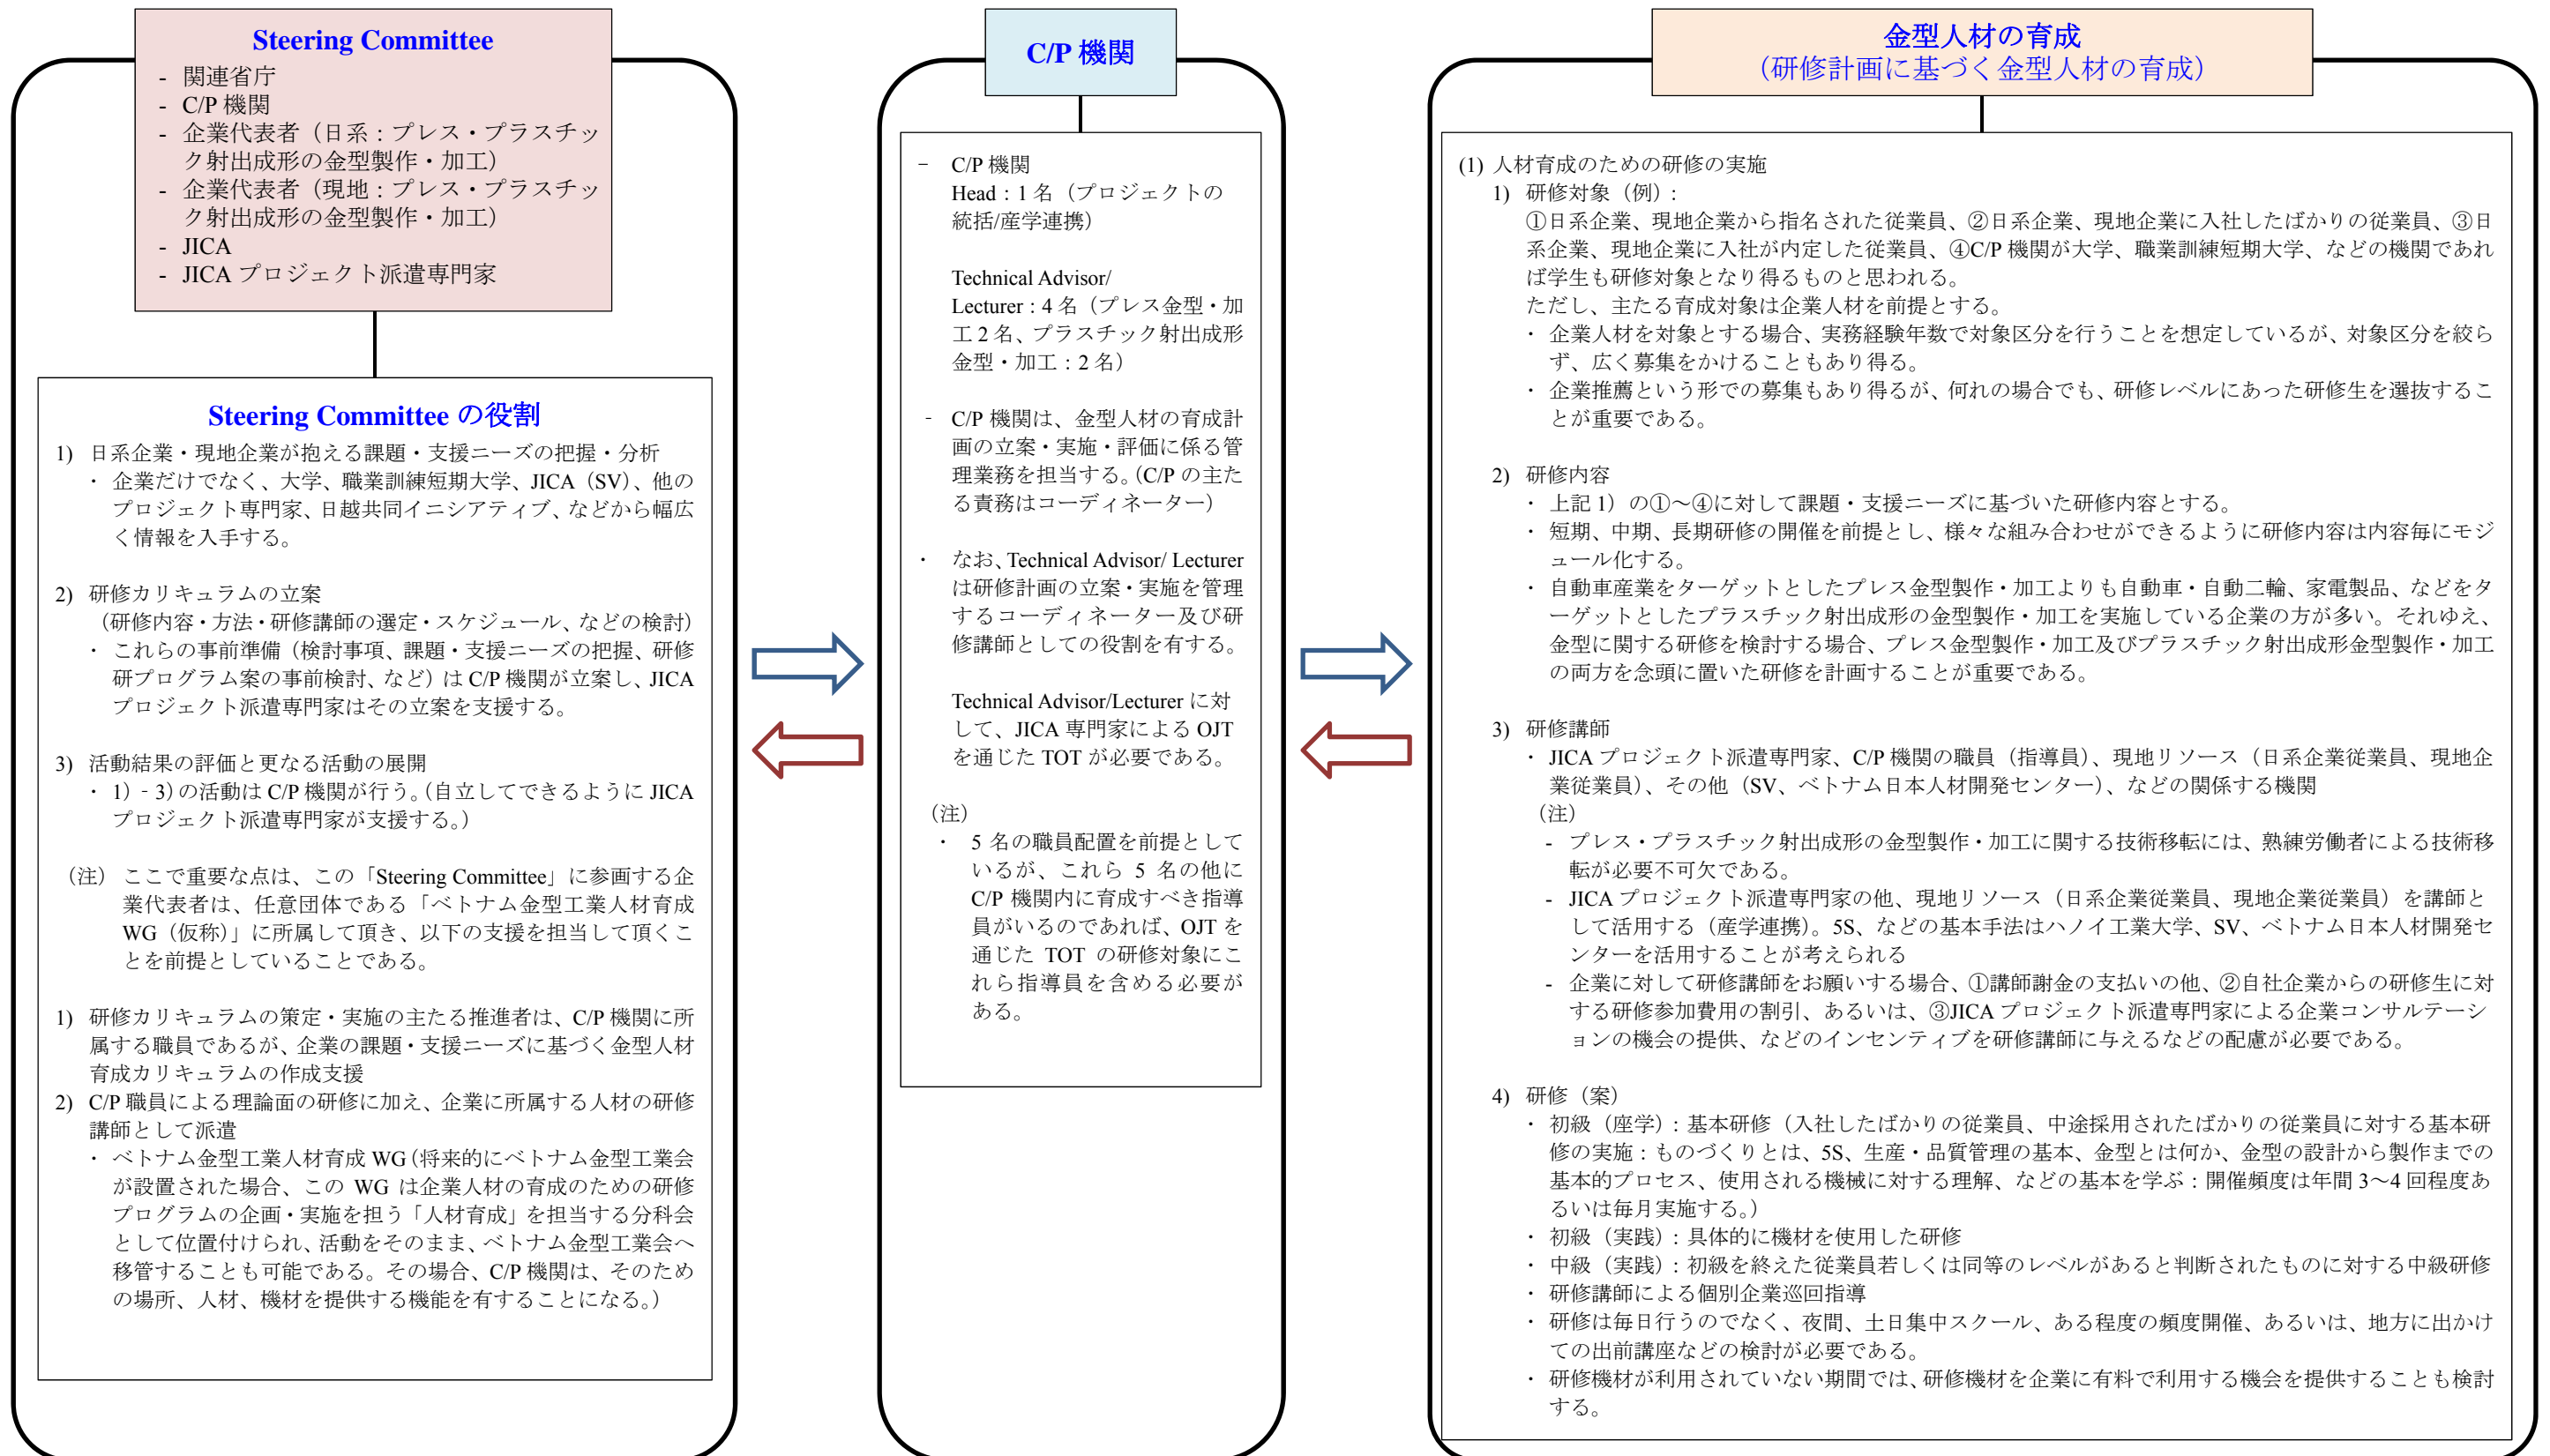 Steering Committee
- 関連省庁
- C/P 機関
- 企業代表者（日系：プレス・プラスチッ
ク射出成形の金型製作・加工）
- 企業代表者（現地：プレス・プラスチッ
ク射出成形の金型製作・加工）
- JICA
- JICA プロジェクト派遣専門家
Steering Committee の役割
1) 日系企業・現地企業が抱える課題・支援ニーズの把握・分析
・ 企業だけでなく、大学、職業訓練短期大学、JICA（SV）、他の
プロジェクト専門家、日越共同イニシアティブ、などから幅広
く情報を入手する。
2) 研修カリキュラムの立案
（研修内容・方法・研修講師の選定・スケジュール、などの検討）
・ これらの事前準備（検討事項、課題・支援ニーズの把握、研修
研プログラム案の事前検討、など）は C/P 機関が立案し、JICA
プロジェクト派遣専門家はその立案を支援する。
3) 活動結果の評価と更なる活動の展開
・ 1）- 3)の活動は C/P 機関が行う。（自立してできるように JICA
プロジェクト派遣専門家が支援する。）
（注） ここで重要な点は、この「Steering Committee」に参画する企
業代表者は、任意団体である「ベトナム金型工業人材育成
WG（仮称）」に所属して頂き、以下の支援を担当して頂くこ
とを前提としていることである。
1) 研修カリキュラムの策定・実施の主たる推進者は、C/P 機関に所
属する職員であるが、企業の課題・支援ニーズに基づく金型人材
育成カリキュラムの作成支援
2) C/P 職員による理論面の研修に加え、企業に所属する人材の研修
講師として派遣
・ ベトナム金型工業人材育成 WG（将来的にベトナム金型工業会
が設置された場合、この WG は企業人材の育成のための研修
プログラムの企画・実施を担う「人材育成」を担当する分科会
として位置付けられ、活動をそのまま、ベトナム金型工業会へ
移管することも可能である。その場合、C/P 機関は、そのため
の場所、人材、機材を提供する機能を有することになる。）
C/P 機関
- C/P 機関
Head：1 名（プロジェクトの
統括/産学連携）
Technical Advisor/
Lecturer：4 名（プレス金型・加
工 2 名、プラスチック射出成形
金型・加工：2 名）
- C/P 機関は、金型人材の育成計
画の立案・実施・評価に係る管
理業務を担当する。（C/P の主た
る責務はコーディネーター）
・ なお、Technical Advisor/ Lecturer
は研修計画の立案・実施を管理
するコーディネーター及び研
修講師としての役割を有する。
Technical Advisor/Lecturer に対
して、JICA 専門家による OJT
を通じた TOT が必要である。
（注）
・ 5 名の職員配置を前提として
いるが、これら 5 名の他に
C/P 機関内に育成すべき指導
員がいるのであれば、OJT を
通じた TOT の研修対象にこ
れら指導員を含める必要が
ある。
金型人材の育成
（研修計画に基づく金型人材の育成）
(1) 人材育成のための研修の実施
1) 研修対象（例）：
①日系企業、現地企業から指名された従業員、②日系企業、現地企業に入社したばかりの従業員、③日
系企業、現地企業に入社が内定した従業員、④C/P 機関が大学、職業訓練短期大学、などの機関であれ
ば学生も研修対象となり得るものと思われる。
ただし、主たる育成対象は企業人材を前提とする。
・ 企業人材を対象とする場合、実務経験年数で対象区分を行うことを想定しているが、対象区分を絞ら
ず、広く募集をかけることもあり得る。
・ 企業推薦という形での募集もあり得るが、何れの場合でも、研修レベルにあった研修生を選抜するこ
とが重要である。
2) 研修内容
・ 上記 1）の①～④に対して課題・支援ニーズに基づいた研修内容とする。
・ 短期、中期、長期研修の開催を前提とし、様々な組み合わせができるように研修内容は内容毎にモジ
ュール化する。
・ 自動車産業をターゲットとしたプレス金型製作・加工よりも自動車・自動二輪、家電製品、などをタ
ーゲットとしたプラスチック射出成形の金型製作・加工を実施している企業の方が多い。それゆえ、
金型に関する研修を検討する場合、プレス金型製作・加工及びプラスチック射出成形金型製作・加工
の両方を念頭に置いた研修を計画することが重要である。
3) 研修講師
・ JICA プロジェクト派遣専門家、C/P 機関の職員（指導員）、現地リソース（日系企業従業員、現地企
業従業員）、その他（SV、ベトナム日本人材開発センター）、などの関係する機関
（注）
- プレス・プラスチック射出成形の金型製作・加工に関する技術移転には、熟練労働者による技術移
転が必要不可欠である。
- JICA プロジェクト派遣専門家の他、現地リソース（日系企業従業員、現地企業従業員）を講師と
して活用する（産学連携）。5S、などの基本手法はハノイ工業大学、SV、ベトナム日本人材開発セ
ンターを活用することが考えられる
- 企業に対して研修講師をお願いする場合、①講師謝金の支払いの他、②自社企業からの研修生に対
する研修参加費用の割引、あるいは、③JICA プロジェクト派遣専門家による企業コンサルテーシ
ョンの機会の提供、などのインセンティブを研修講師に与えるなどの配慮が必要である。
4) 研修（案）
・ 初級（座学）：基本研修（入社したばかりの従業員、中途採用されたばかりの従業員に対する基本研
修の実施：ものづくりとは、5S、生産・品質管理の基本、金型とは何か、金型の設計から製作までの
基本的プロセス、使用される機械に対する理解、などの基本を学ぶ：開催頻度は年間 3～4 回程度あ
るいは毎月実施する。）
・ 初級（実践）：具体的に機材を使用した研修
・ 中級（実践）：初級を終えた従業員若しくは同等のレベルがあると判断されたものに対する中級研修
・ 研修講師による個別企業巡回指導
・ 研修は毎日行うのでなく、夜間、土日集中スクール、ある程度の頻度開催、あるいは、地方に出かけ
ての出前講座などの検討が必要である。
・ 研修機材が利用されていない期間では、研修機材を企業に有料で利用する機会を提供することも検討
する。